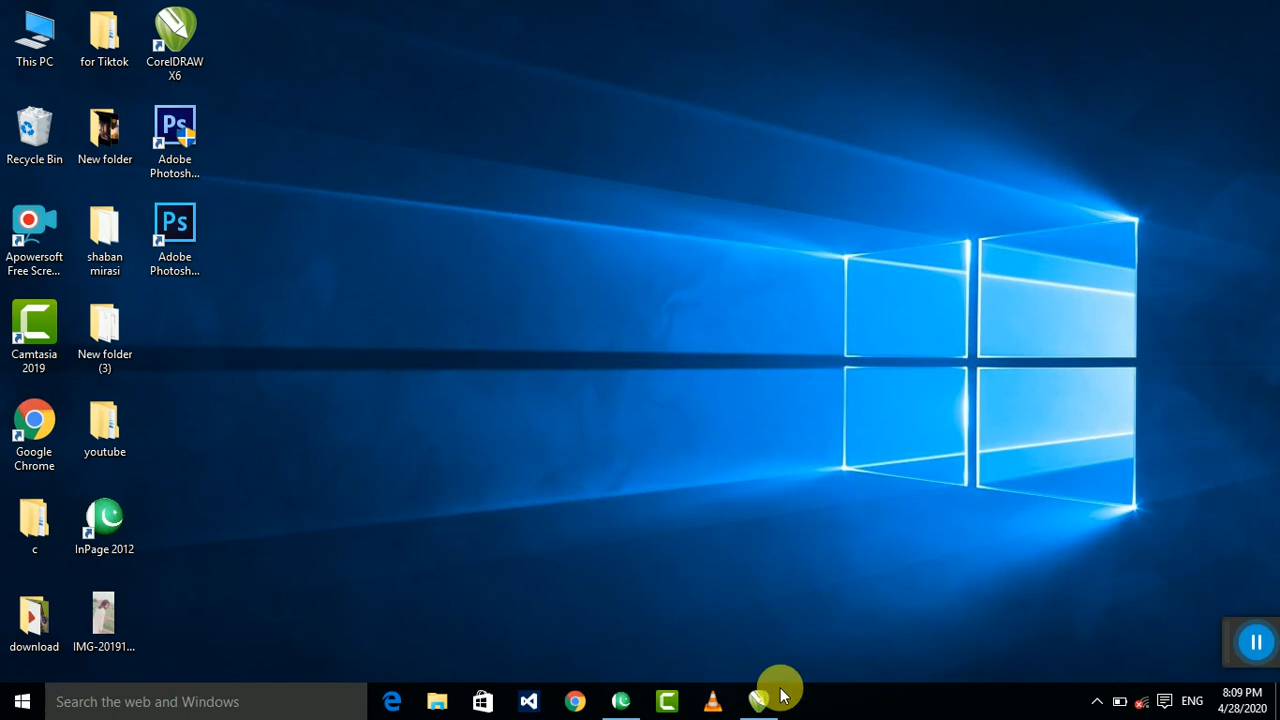 This PC
for Tiktok
CorelDRAW
X6
Recycle Bin
New folder
Ps
Adobe
Photosh...
Apowersoft
Free Scre...
shaban
mirasi
Ps
Adobe
Photosh...
Camtasia
2019
New folder
(3)
Google
Chrome
youtube
c
InPage 2012
download
IMG-20191...
Search the web and Windows
ENG
8:09 PM
4/28/2020